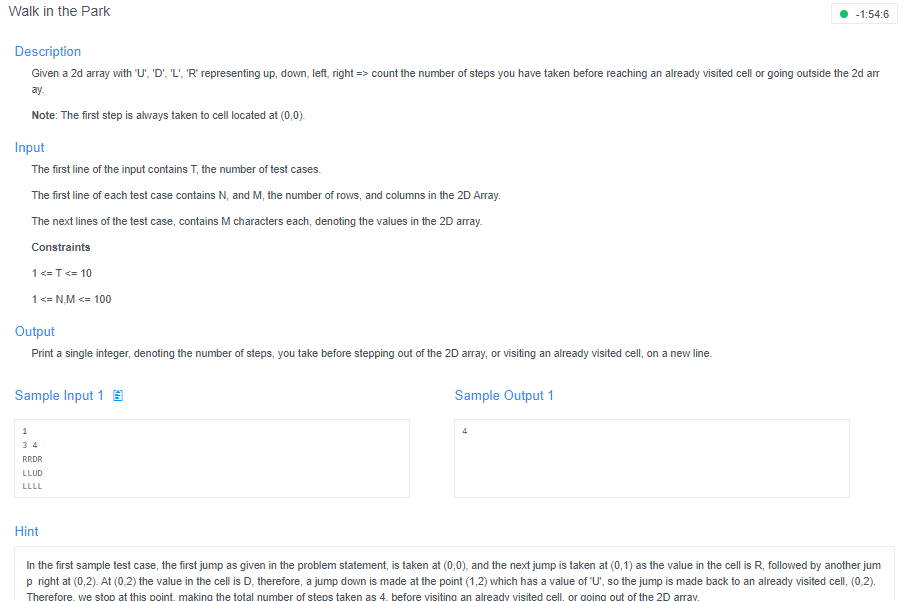 Walk in the Park
-1:54:6
Description
Given a 2d array with 'U', 'D', 'L', 'R' representing up, down, left, right => count the number of steps you have taken before reaching an already visited cell or going outside the 2d arr
ay.
Note: The first step is always taken to cell located at (0,0).
Input
The first line of the input contains T, the number of test cases.
The first line of each test case contains N, and M, the number of rows, and columns in the 2D Array.
The next lines of the test case, contains M characters each, denoting the values in the 2D array.
Constraints
1 <= T <= 10
1 <= N,M <= 100
Output
Print a single integer, denoting the number of steps, you take before stepping out of the 2D array, or visiting an already visited cell, on a new line.
Sample Input 1
Sample Output 1
1
3 4
RRDR
LLUD
LLLL
4
Hint
In the first sample test case, the first jump as given in the problem statement, is taken at (0,0), and the next jump is taken at (0,1) as the value in the cell is R, followed by another jum
p right at (0,2). At (0,2) the value in the cell is D, therefore, a jump down is made at the point (1,2) which has a value of 'U', so the jump is made back to an already visited cell, (0,2).
Therefore, we stop at this point, making the total number of steps taken as 4, before visiting an already visited cell, or going out of the 2D array.